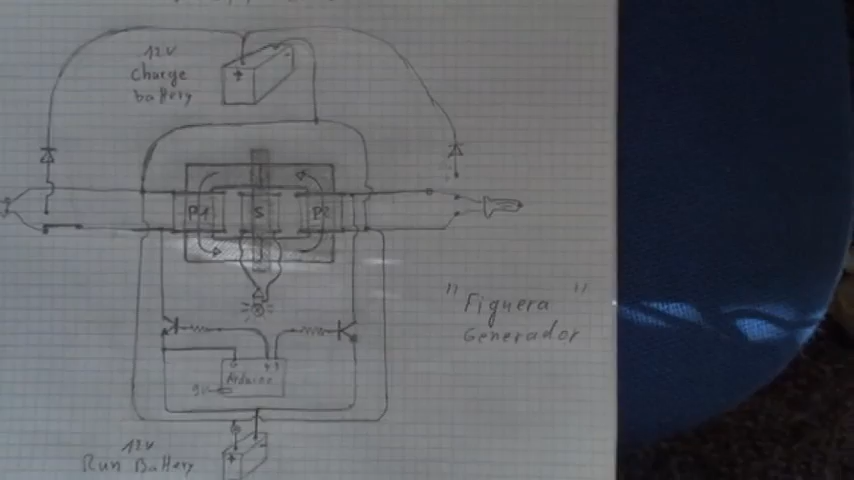 12V
Charge
battery
+
-
P1
S
P2
"Figuera"
Generador
Arduino
9V
12V
Run Battery
+
-